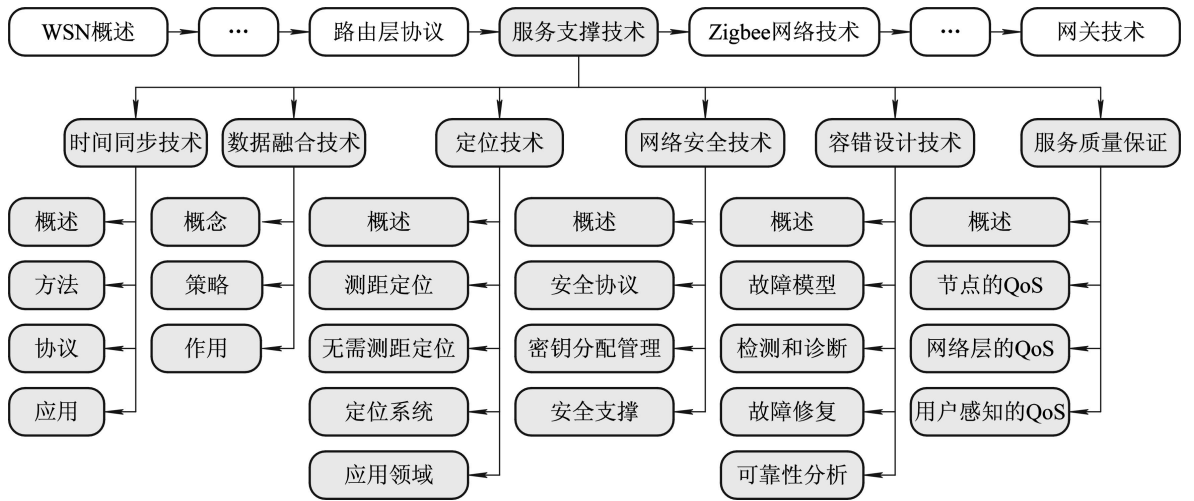 WSN概述
…
路由层协议
服务支撑技术
Zigbee网络技术
…
网关技术
时间同步技术
数据融合技术
定位技术
网络安全技术
容错设计技术
服务质量保证
概述
方法
协议
应用
概念
策略
作用
概述
测距定位
无需测距定位
定位系统
应用领域
概述
安全协议
密钥分配管理
安全支撑
概述
故障模型
检测和诊断
故障修复
可靠性分析
概述
节点的QoS
网络层的QoS
用户感知的QoS